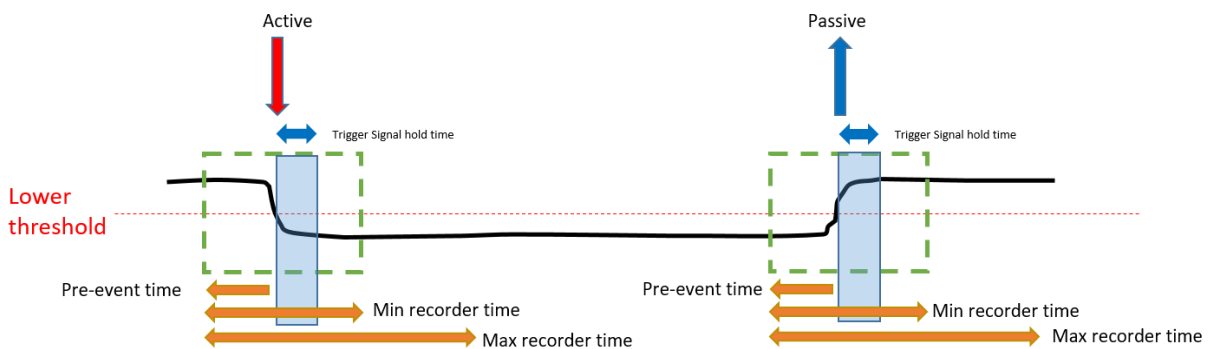 Active
Passive
Trigger Signal hold time
Trigger Signal hold time
Lower
threshold
Pre-event time
Pre-event time
Min recorder time
Min recorder time
Max recorder time
Max recorder time